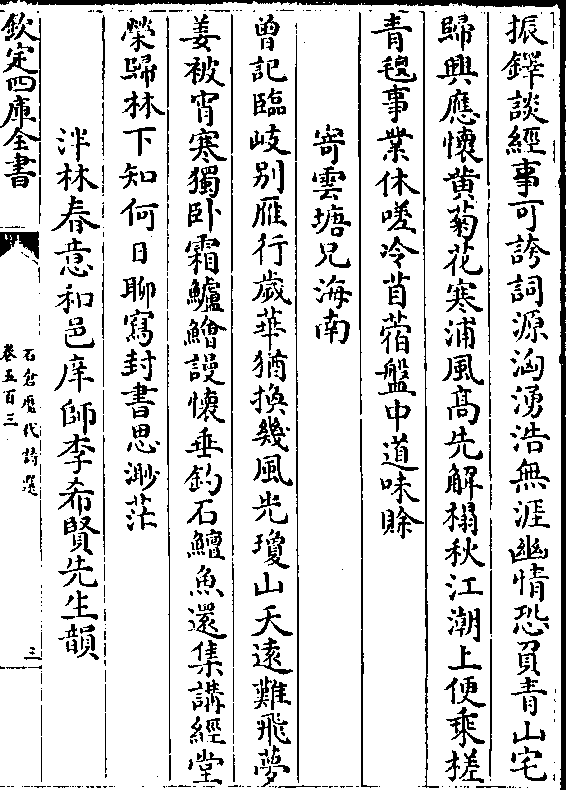 振鐸談經事可誇詞源洶湧浩無涯幽情恐負青山宅
歸興應懷黄菊花寒浦風髙先解榻秋江潮上便乘槎
青氊事業休嗟冷苜蓿盤中道味賖
寄雲塘兄海南
曽記臨岐别雁行歲華猶換幾風光瓊山天遠難飛夢
姜被宵寒獨卧霜鱸鱠謾懐垂釣石鱣魚還集講經堂
榮歸林下知何日聊寫封書思渺茫
泮林春意和邑庠師李希賢先生韻
欽定四庫全書
石倉歷代詩選
卷五百三
三